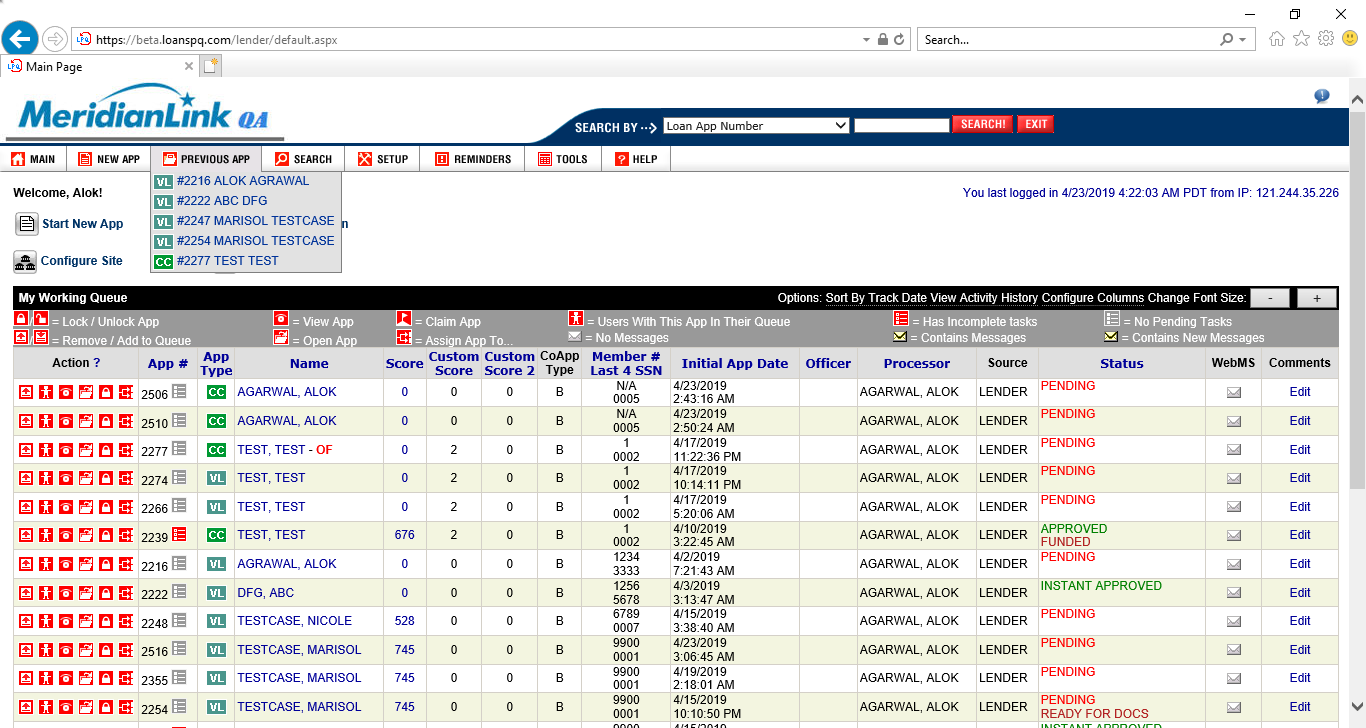 https://beta.loanspq.com/lender/default.aspx
Search...
Main Page
MeridianLink QA
SEARCH BY ··> Loan App Number SEARCH! EXIT
MAIN NEW APP PREVIOUS APP SEARCH SETUP REMINDERS TOOLS HELP
VL #2216 ALOK AGRAWAL
VL #2222 ABC DFG
VL #2247 MARISOL TESTCASE
VL #2254 MARISOL TESTCASE
CC #2277 TEST TEST
Welcome, Alok!
You last logged in 4/23/2019 4:22:03 AM PDT from IP: 121.244.35.226
Start New App
n
Configure Site
My Working Queue
Options: Sort By Track Date View Activity History Configure Columns Change Font Size: - +
/ = Lock / Unlock App = View App = Claim App = Users With This App In Their Queue = Has Incomplete tasks = No Pending Tasks
/ = Remove / Add to Queue = Open App = Assign App To... = No Messages = Contains Messages = Contains New Messages
Action ? App # App Type Name Score Custom Score Custom Score 2 CoApp Type Member # Last 4 SSN Initial App Date Officer Processor Source Status WebMS Comments
2506 CC AGARWAL, ALOK 0 0 0 B N/A 0005 4/23/2019 2:43:16 AM AGARWAL, ALOK LENDER PENDING Edit
2510 CC AGARWAL, ALOK 0 0 0 B N/A 0005 4/23/2019 2:50:24 AM AGARWAL, ALOK LENDER PENDING Edit
2277 CC TEST, TEST - OF 0 2 0 B 1 0002 4/17/2019 11:22:36 PM AGARWAL, ALOK LENDER PENDING Edit
2274 VL TEST, TEST 0 2 0 B 1 0002 4/17/2019 10:14:11 PM AGARWAL, ALOK LENDER PENDING Edit
2266 VL TEST, TEST 0 2 0 B 1 0002 4/17/2019 5:20:06 AM AGARWAL, ALOK LENDER PENDING Edit
2239 CC TEST, TEST 676 2 0 B 1 0002 4/10/2019 3:22:45 AM AGARWAL, ALOK LENDER APPROVED FUNDED Edit
2216 VL AGRAWAL, ALOK 0 0 0 B 1234 3333 4/2/2019 7:21:43 AM AGARWAL, ALOK LENDER PENDING Edit
2222 VL DFG, ABC 0 0 0 B 1256 5678 4/3/2019 3:13:47 AM AGARWAL, ALOK LENDER INSTANT APPROVED Edit
2248 VL TESTCASE, NICOLE 528 0 0 B 6789 0007 4/15/2019 3:38:40 AM AGARWAL, ALOK LENDER PENDING Edit
2516 VL TESTCASE, MARISOL 745 0 0 B 9900 0001 4/23/2019 3:06:45 AM AGARWAL, ALOK LENDER PENDING Edit
2355 VL TESTCASE, MARISOL 745 0 0 B 9900 0001 4/19/2019 2:18:01 AM AGARWAL, ALOK LENDER PENDING Edit
2254 VL TESTCASE, MARISOL 745 0 0 B 9900 0001 4/15/2019 10:10:50 PM AGARWAL, ALOK LENDER PENDING READY FOR DOCS Edit